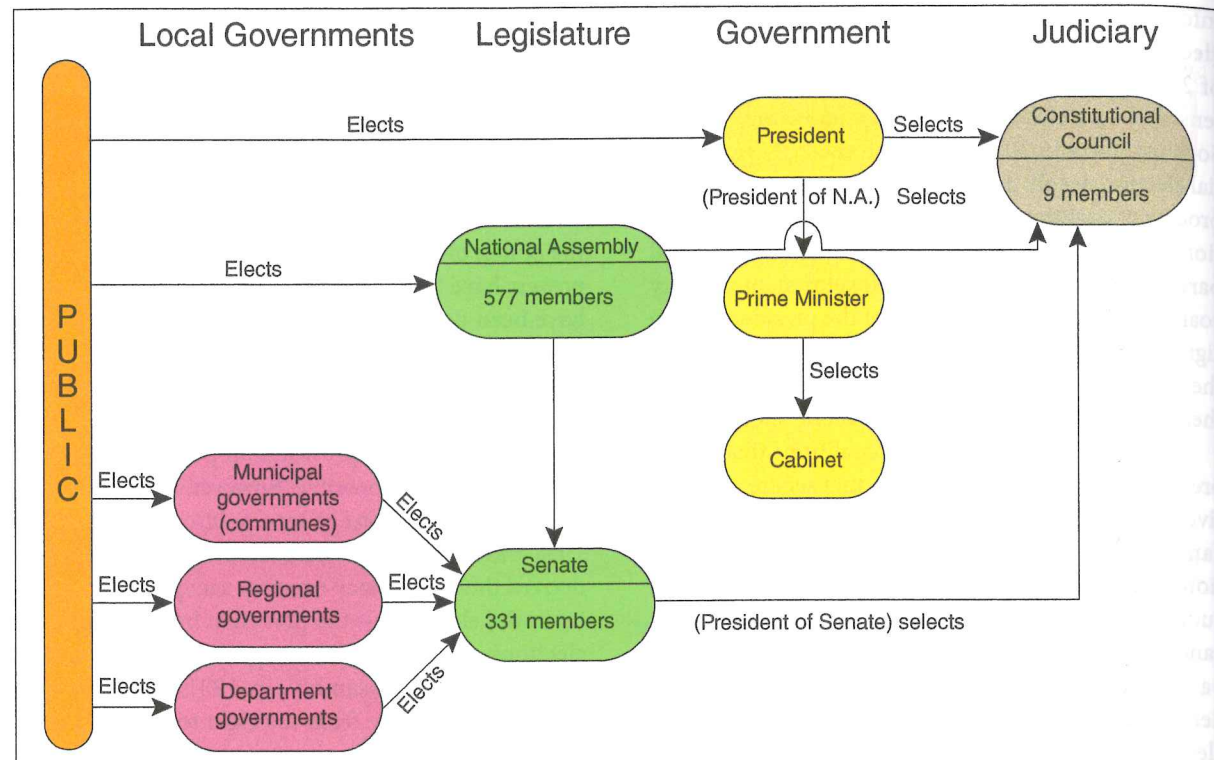 Local Governments
Legislature
Government
Judiciary
PUBLIC
Elects
President
Selects
Constitutional
Council
9 members
(President of N.A.) Selects
National Assembly
577 members
Elects
Prime Minister
Selects
Cabinet
Elects
Municipal
governments
(communes)
Elects
Senate
331 members
Elects
Regional
governments
Elects
(President of Senate) selects
Elects
Department
governments
Elects